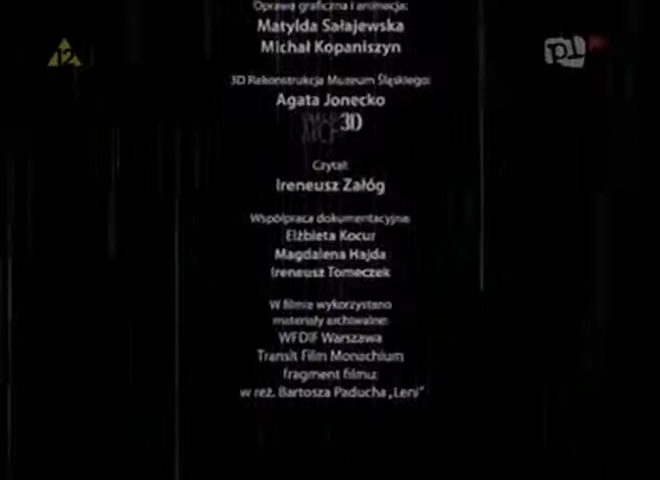 Oprawa graficzna i animacja:
Matylda Sałajewska
Michał Kopaniszyn
3D Rekonstrukcja Muzeum Śląskiego:
Agata Jonecko
3D
Czytał:
Ireneusz Załóg
Współpraca dokumentacyjna:
Elżbieta Kocur
Magdalena Hajda
Ireneusz Tomeczek
W filmie wykorzystano
materiały archiwalne:
WFDiF Warszawa
Transit Film Monachium
fragment filmu:
w reż. Bartosza Paducha „Leni”
12